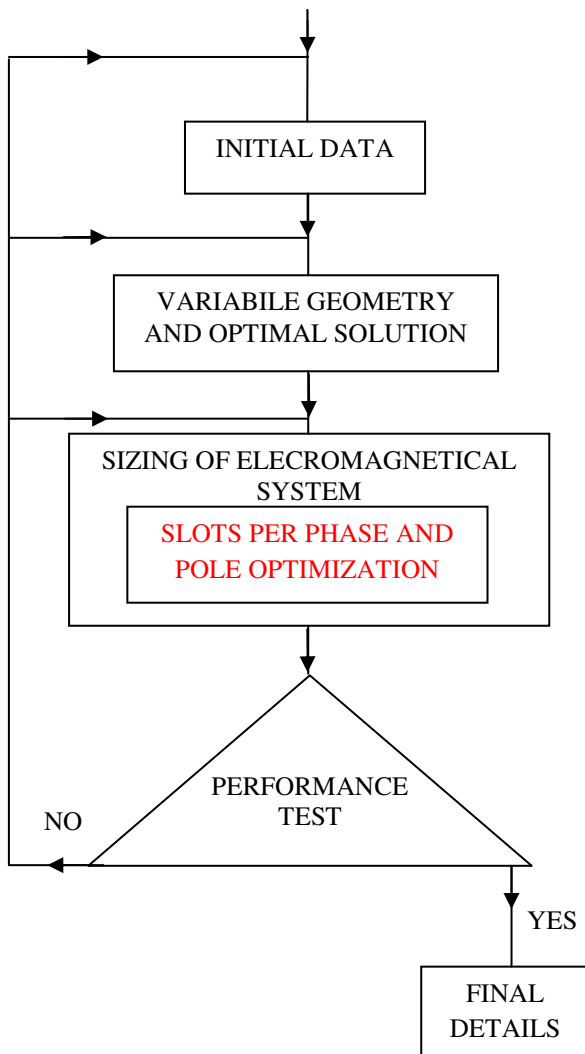 INITIAL DATA
VARIABILE GEOMETRY
AND OPTIMAL SOLUTION
SIZING OF ELECROMAGNETICAL
SYSTEM
SLOTS PER PHASE AND
POLE OPTIMIZATION
PERFORMANCE
TEST
NO
YES
FINAL
DETAILS